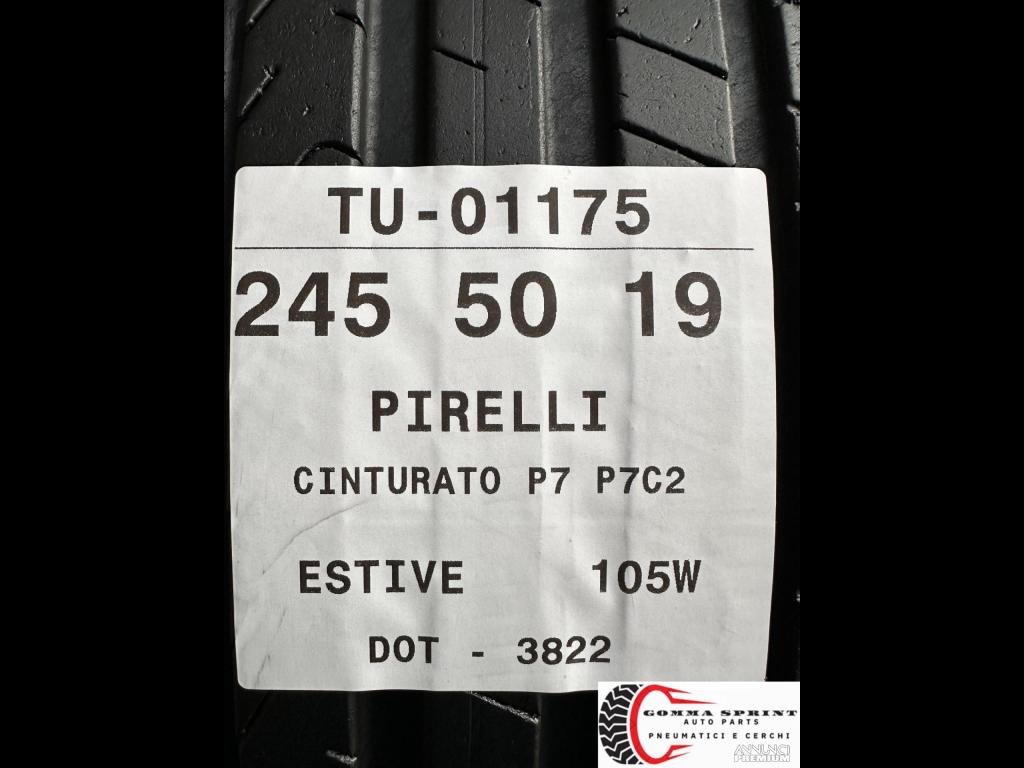 TU-01175
245 50 19
PIRELLI
CINTURATO P7 P7C2
ESTIVE 105W
DOT - 3822
GOMMA SPRINT
AUTO PARTS
PNEUMATICI E CERCHI
ANNUNCI
PREMIUM